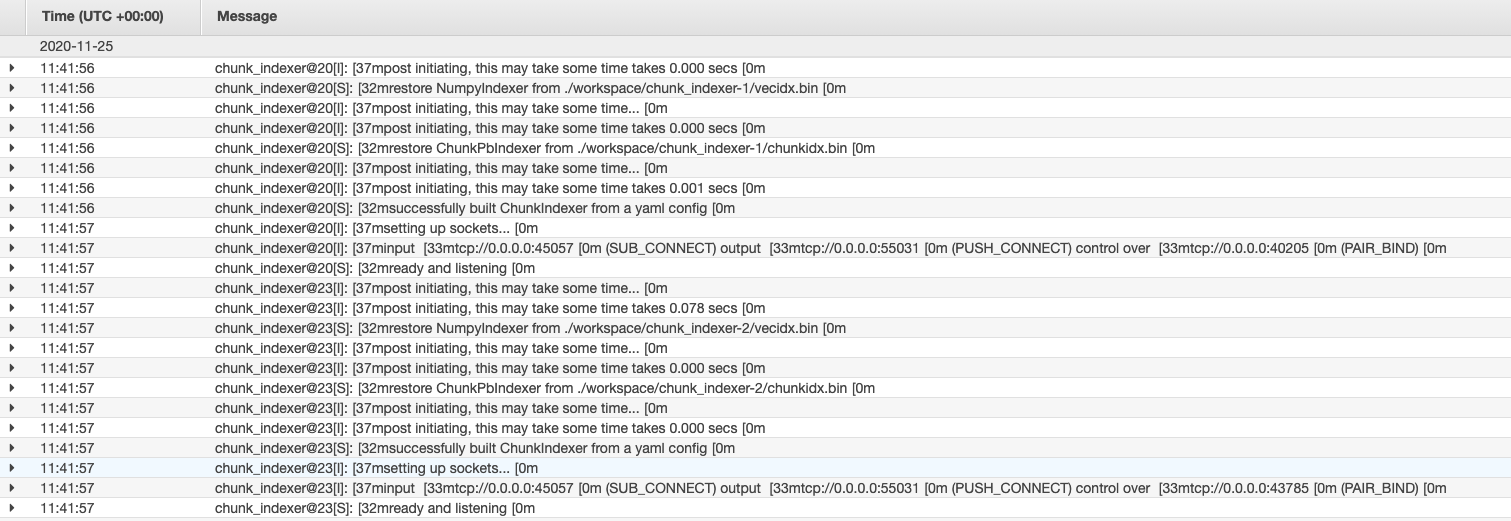 Time (UTC +00:00) Message
2020-11-25
11:41:56 chunk_indexer@20[I]: [37mpost initiating, this may take some time takes 0.000 secs [0m
11:41:56 chunk_indexer@20[S]: [32mrestore NumpyIndexer from ./workspace/chunk_indexer-1/vecidx.bin [0m
11:41:56 chunk_indexer@20[I]: [37mpost initiating, this may take some time... [0m
11:41:56 chunk_indexer@20[I]: [37mpost initiating, this may take some time takes 0.000 secs [0m
11:41:56 chunk_indexer@20[S]: [32mrestore ChunkPbIndexer from ./workspace/chunk_indexer-1/chunkidx.bin [0m
11:41:56 chunk_indexer@20[I]: [37mpost initiating, this may take some time... [0m
11:41:56 chunk_indexer@20[I]: [37mpost initiating, this may take some time takes 0.001 secs [0m
11:41:56 chunk_indexer@20[S]: [32msuccessfully built ChunkIndexer from a yaml config [0m
11:41:57 chunk_indexer@20[I]: [37msetting up sockets... [0m
11:41:57 chunk_indexer@20[I]: [37minput [33mtcp://0.0.0.0:45057 [0m (SUB_CONNECT) output [33mtcp://0.0.0.0:55031 [0m (PUSH_CONNECT) control over [33mtcp://0.0.0.0:40205 [0m (PAIR_BIND) [0m
11:41:57 chunk_indexer@20[S]: [32mready and listening [0m
11:41:57 chunk_indexer@23[I]: [37mpost initiating, this may take some time... [0m
11:41:57 chunk_indexer@23[I]: [37mpost initiating, this may take some time takes 0.078 secs [0m
11:41:57 chunk_indexer@23[S]: [32mrestore NumpyIndexer from ./workspace/chunk_indexer-2/vecidx.bin [0m
11:41:57 chunk_indexer@23[I]: [37mpost initiating, this may take some time... [0m
11:41:57 chunk_indexer@23[I]: [37mpost initiating, this may take some time takes 0.000 secs [0m
11:41:57 chunk_indexer@23[S]: [32mrestore ChunkPbIndexer from ./workspace/chunk_indexer-2/chunkidx.bin [0m
11:41:57 chunk_indexer@23[I]: [37mpost initiating, this may take some time... [0m
11:41:57 chunk_indexer@23[I]: [37mpost initiating, this may take some time takes 0.000 secs [0m
11:41:57 chunk_indexer@23[S]: [32msuccessfully built ChunkIndexer from a yaml config [0m
11:41:57 chunk_indexer@23[I]: [37msetting up sockets... [0m
11:41:57 chunk_indexer@23[I]: [37minput [33mtcp://0.0.0.0:45057 [0m (SUB_CONNECT) output [33mtcp://0.0.0.0:55031 [0m (PUSH_CONNECT) control over [33mtcp://0.0.0.0:43785 [0m (PAIR_BIND) [0m
11:41:57 chunk_indexer@23[S]: [32mready and listening [0m